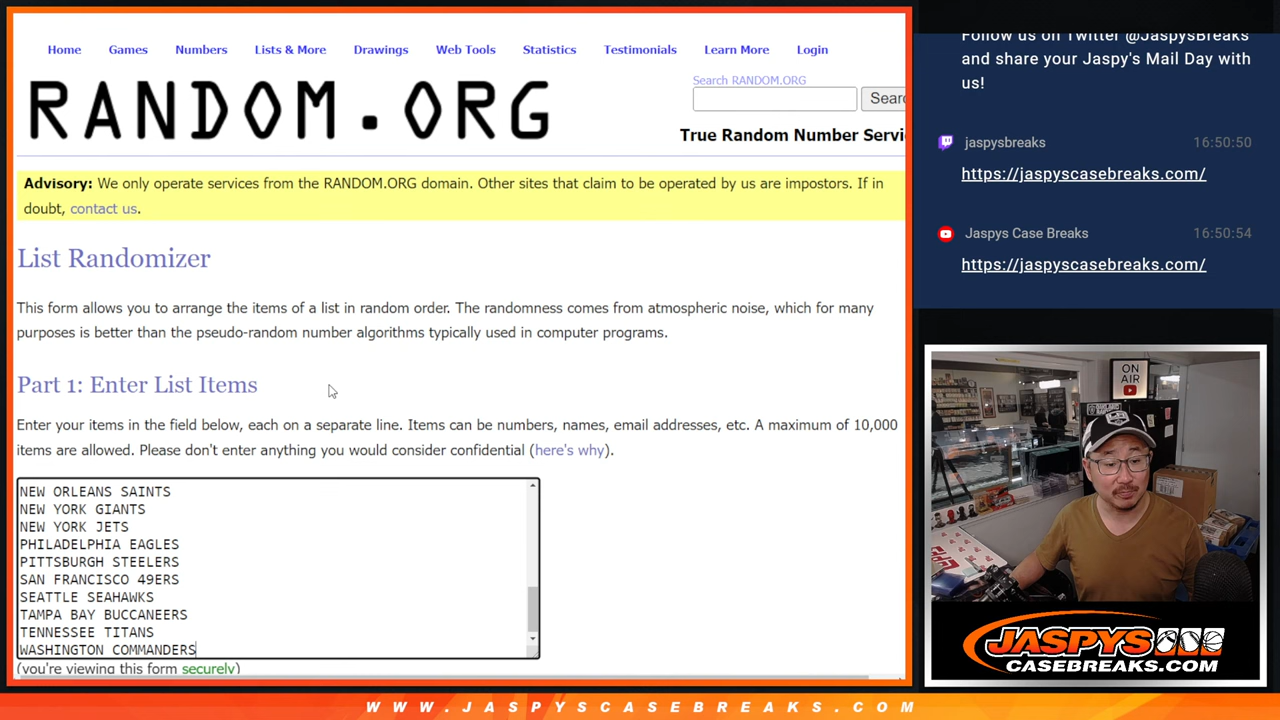 Home Games Numbers Lists & More Drawings Web Tools Statistics Testimonials Learn More Login
RANDOM.ORG
Search RANDOM.ORG
Searc
True Random Number Servi
Advisory: We only operate services from the RANDOM.ORG domain. Other sites that claim to be operated by us are impostors. If in
doubt, contact us.
List Randomizer
This form allows you to arrange the items of a list in random order. The randomness comes from atmospheric noise, which for many
purposes is better than the pseudo-random number algorithms typically used in computer programs.
Part 1: Enter List Items
Enter your items in the field below, each on a separate line. Items can be numbers, names, email addresses, etc. A maximum of 10,000
items are allowed. Please don't enter anything you would consider confidential (here's why).
NEW ORLEANS SAINTS
NEW YORK GIANTS
NEW YORK JETS
PHILADELPHIA EAGLES
PITTSBURGH STEELERS
SAN FRANCISCO 49ERS
SEATTLE SEAHAWKS
TAMPA BAY BUCCANEERS
TENNESSEE TITANS
WASHINGTON COMMANDERS
(you're viewing this form securely)
Follow us on Twitter @JaspysBreaks
and share your Jaspy's Mail Day with
us!
jaspysbreaks 16:50:50
https://jaspyscasebreaks.com/
Jaspys Case Breaks 16:50:54
https://jaspyscasebreaks.com/
ON
AIR
JASPYS
CASEBREAKS.COM
WWW.JASPYSCASEBREAKS.COM